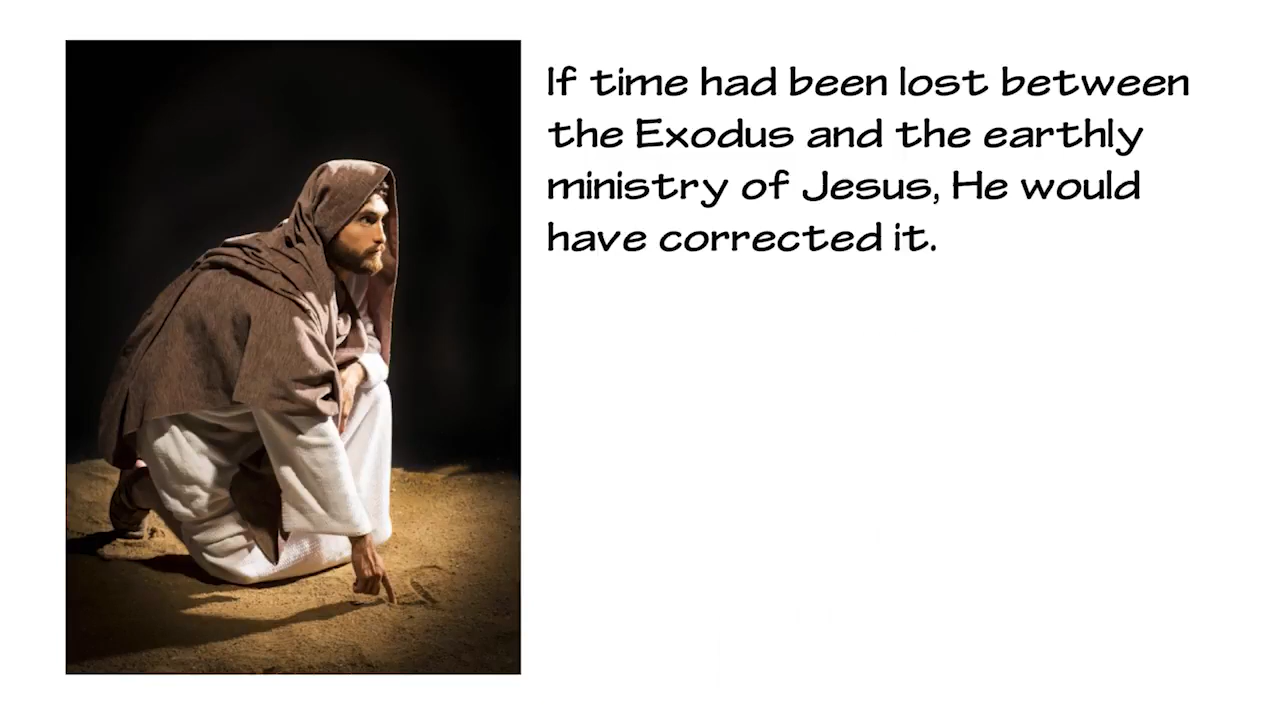 If time had been lost between
the Exodus and the earthly
ministry of Jesus, He would
have corrected it.